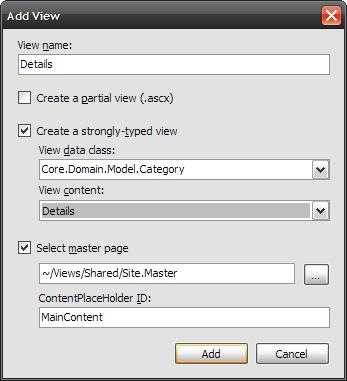 Add View
View name:
Details
Create a partial view (.ascx)
Create a strongly-typed view
View data class:
Core.Domain.Model.Category
View content:
Details
Select master page
~/Views/Shared/Site.Master
...
ContentPlaceHolder ID:
MainContent
Add Cancel